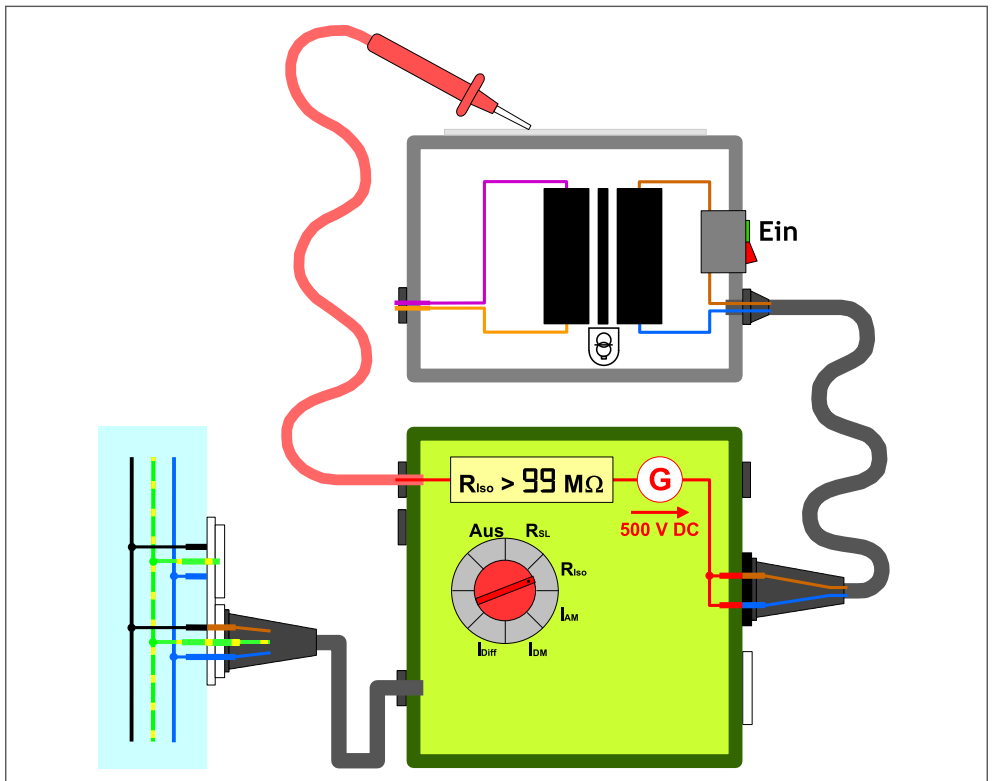 Ein
RIso > 99 MΩ
G
500 V DC
Aus
RSL
RIso
IAM
IDM
IDiff